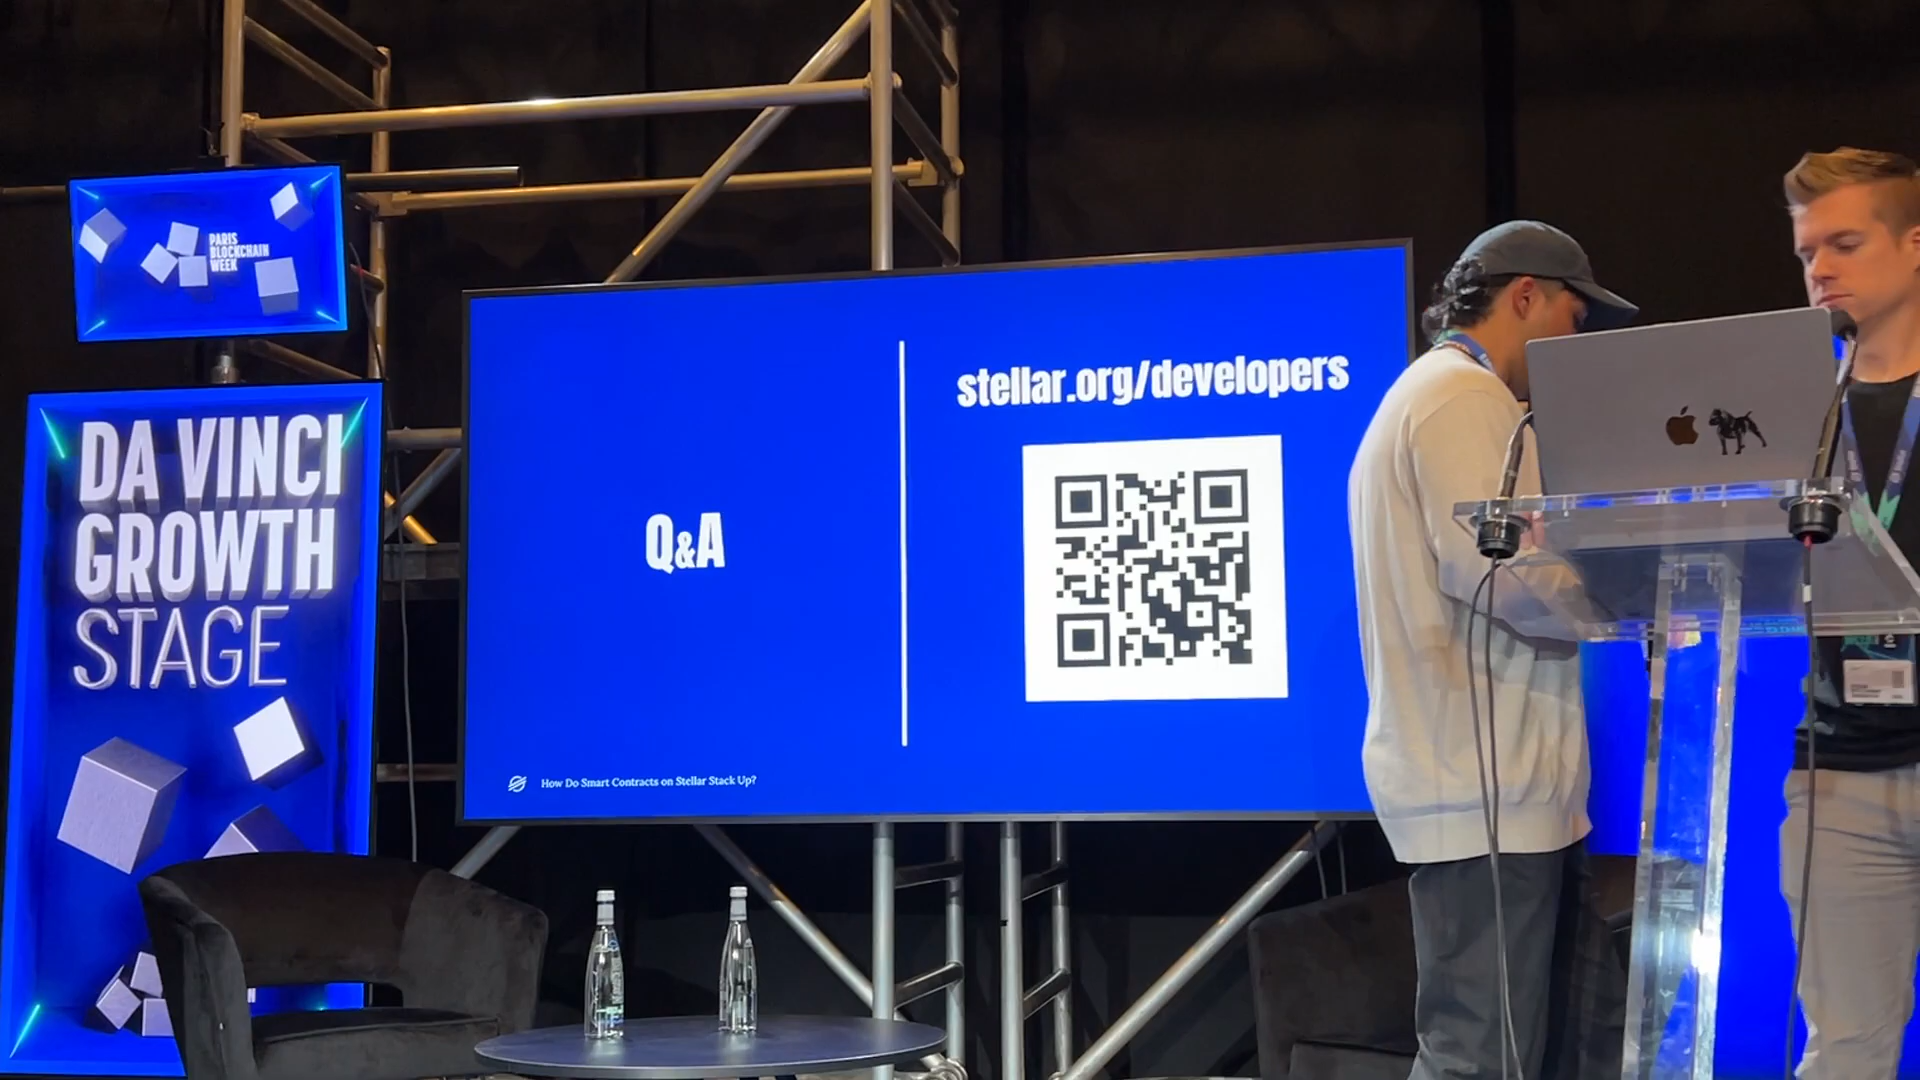 PARIS
BLOCKCHAIN
WEEK
DA VINCI
GROWTH
STAGE
Q&A
stellar.org/developers
How Do Smart Contracts on Stellar Stack Up?